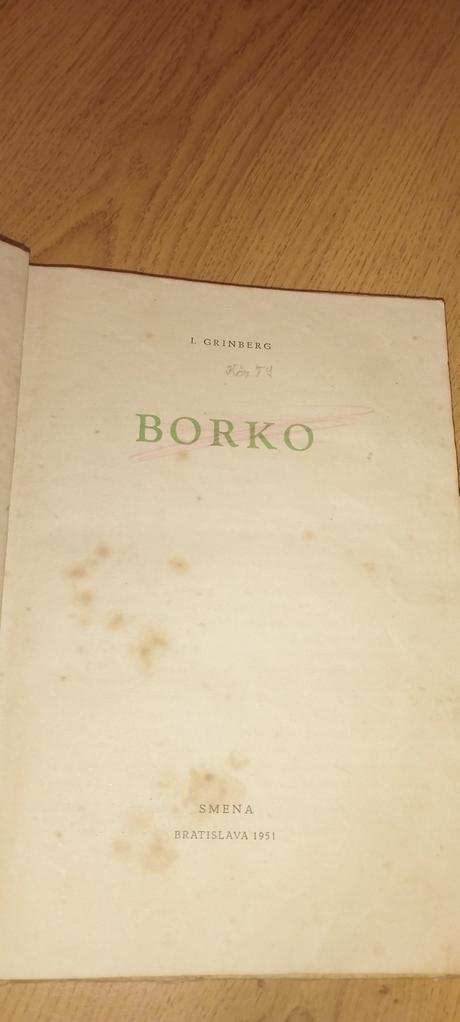 I. GRINBERG
BORKO
SMENA
BRATISLAVA 1951